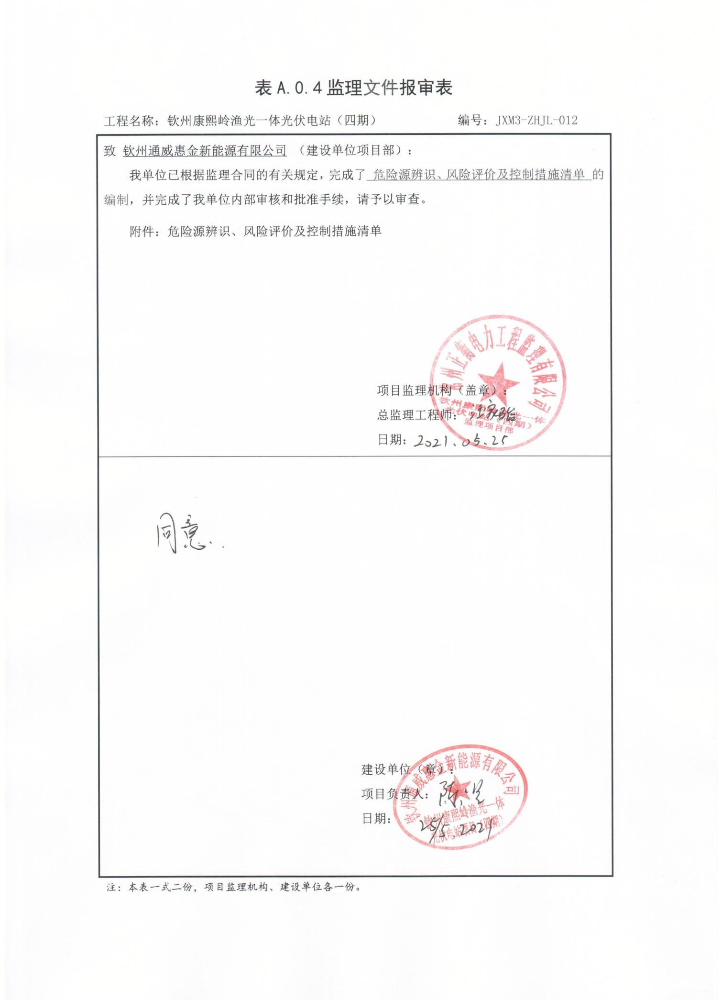 表 A.0.4 监理文件报审表
工程名称：钦州康熙岭渔光一体光伏电站（四期） 编号：JXM3-ZHJL-012
致 钦州通威惠金新能源有限公司 （建设单位项目部）：
我单位已根据监理合同的有关规定，完成了 危险源辨识、风险评价及控制措施清单 的
编制，并完成了我单位内部审核和批准手续，请予以审查。
附件：危险源辨识、风险评价及控制措施清单
州正衡电力工程监理有限公司
钦州康熙 光一体
光伏电站（四期）
监理项目部
项目监理机构（盖章）：
总监理工程师：
日期：2021.05.25
同意.
钦州通威惠金新能源有限公司
钦州康熙岭渔光一体
光伏电站项目（四期）
建设单位（章）：
项目负责人：陈
日期：25/5.2021
注：本表一式二份，项目监理机构、建设单位各一份。